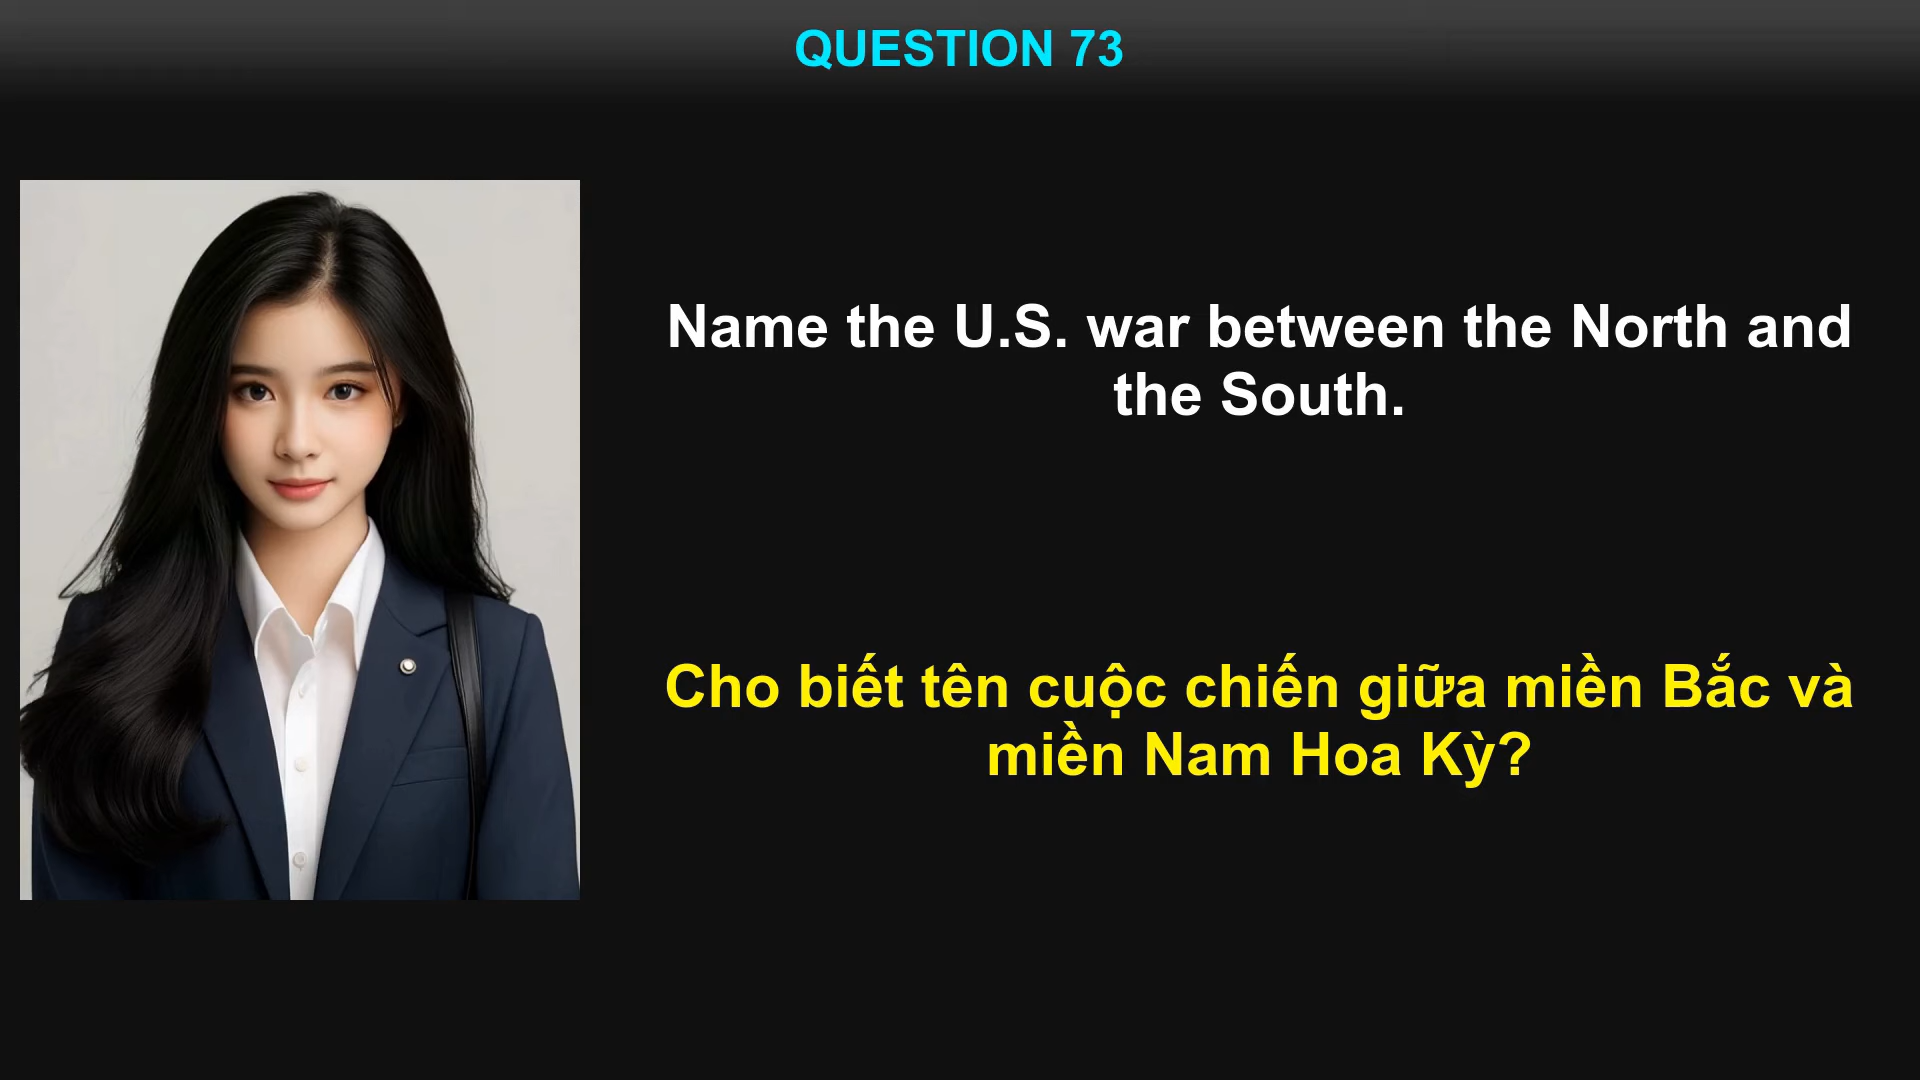 QUESTION 73
Name the U.S. war between the North and
the South.
Cho biết tên cuộc chiến giữa miền Bắc và
miền Nam Hoa Kỳ?